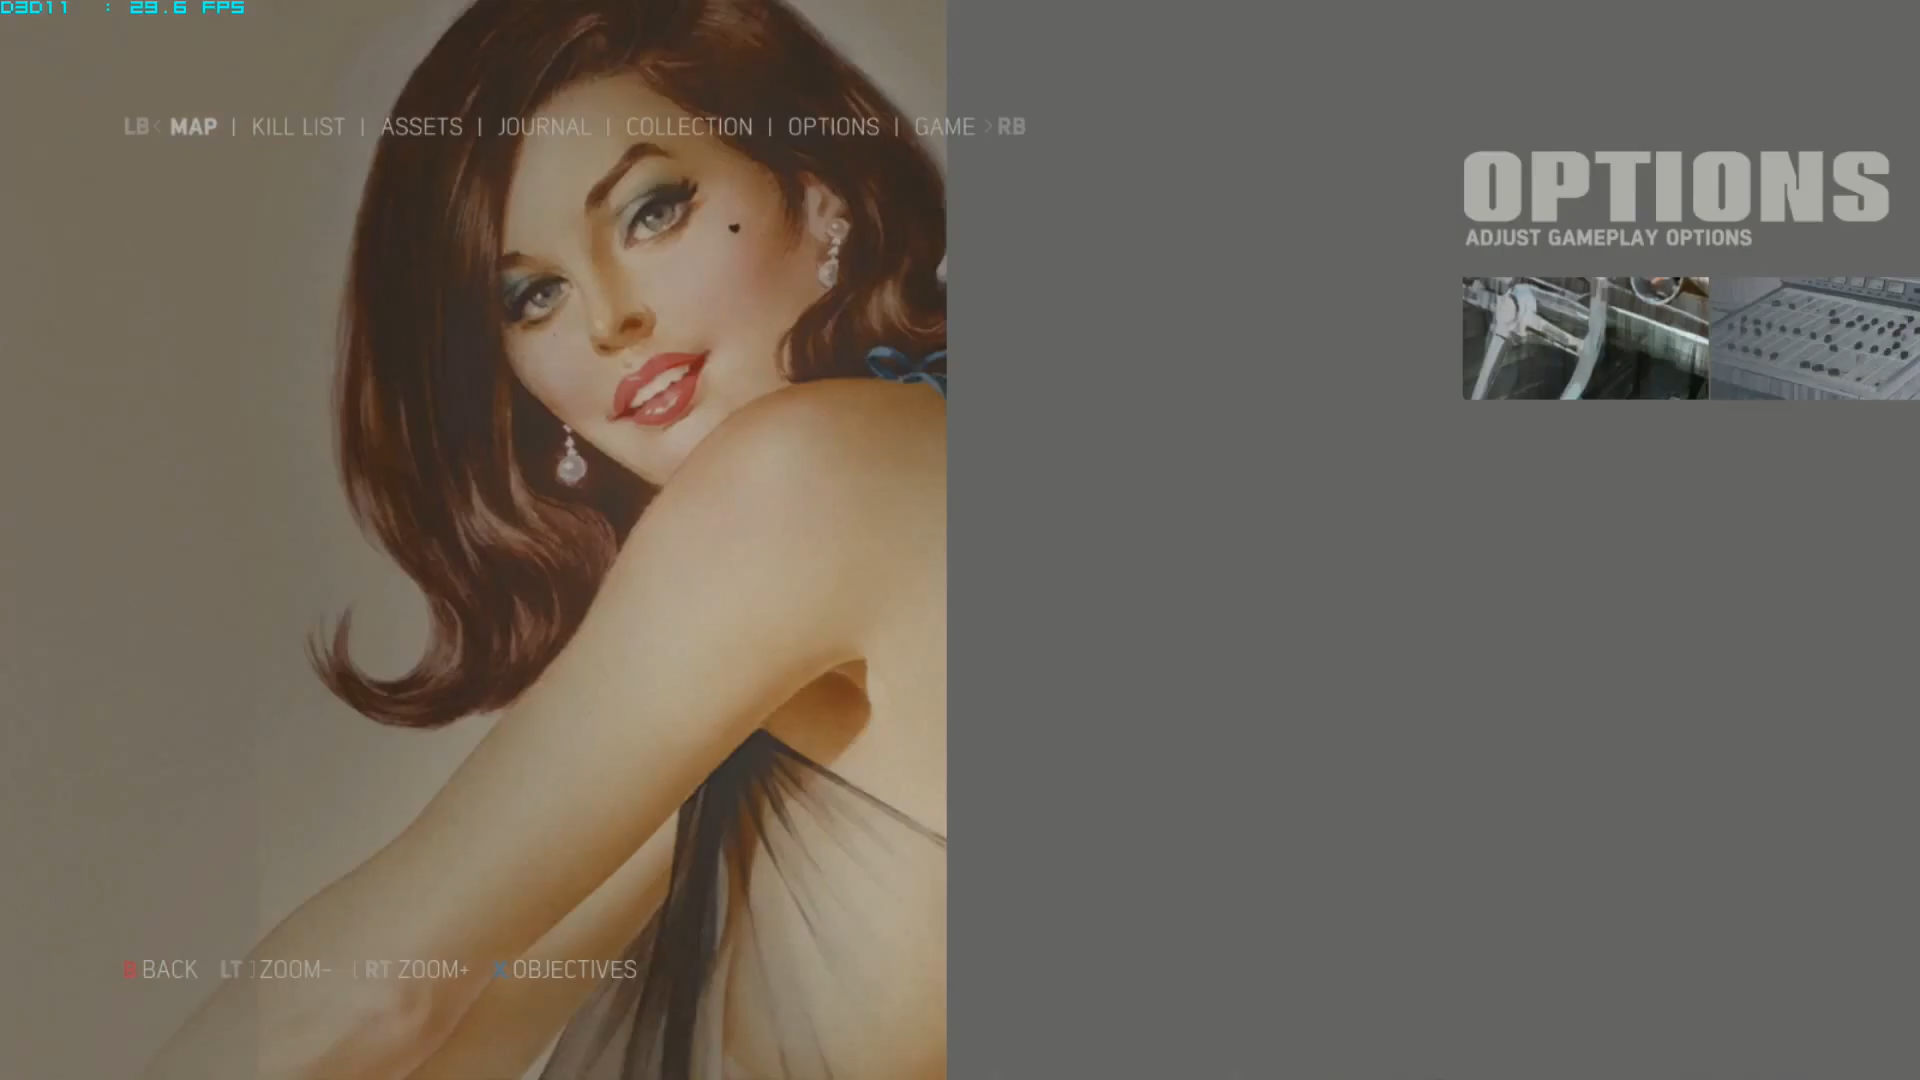 D3D11 : 29.6 FPS
LB< MAP | KILL LIST | ASSETS | JOURNAL | COLLECTION | OPTIONS | GAME >RB
OPTIONS
ADJUST GAMEPLAY OPTIONS
B BACK LT ZOOM- RT ZOOM+ X OBJECTIVES